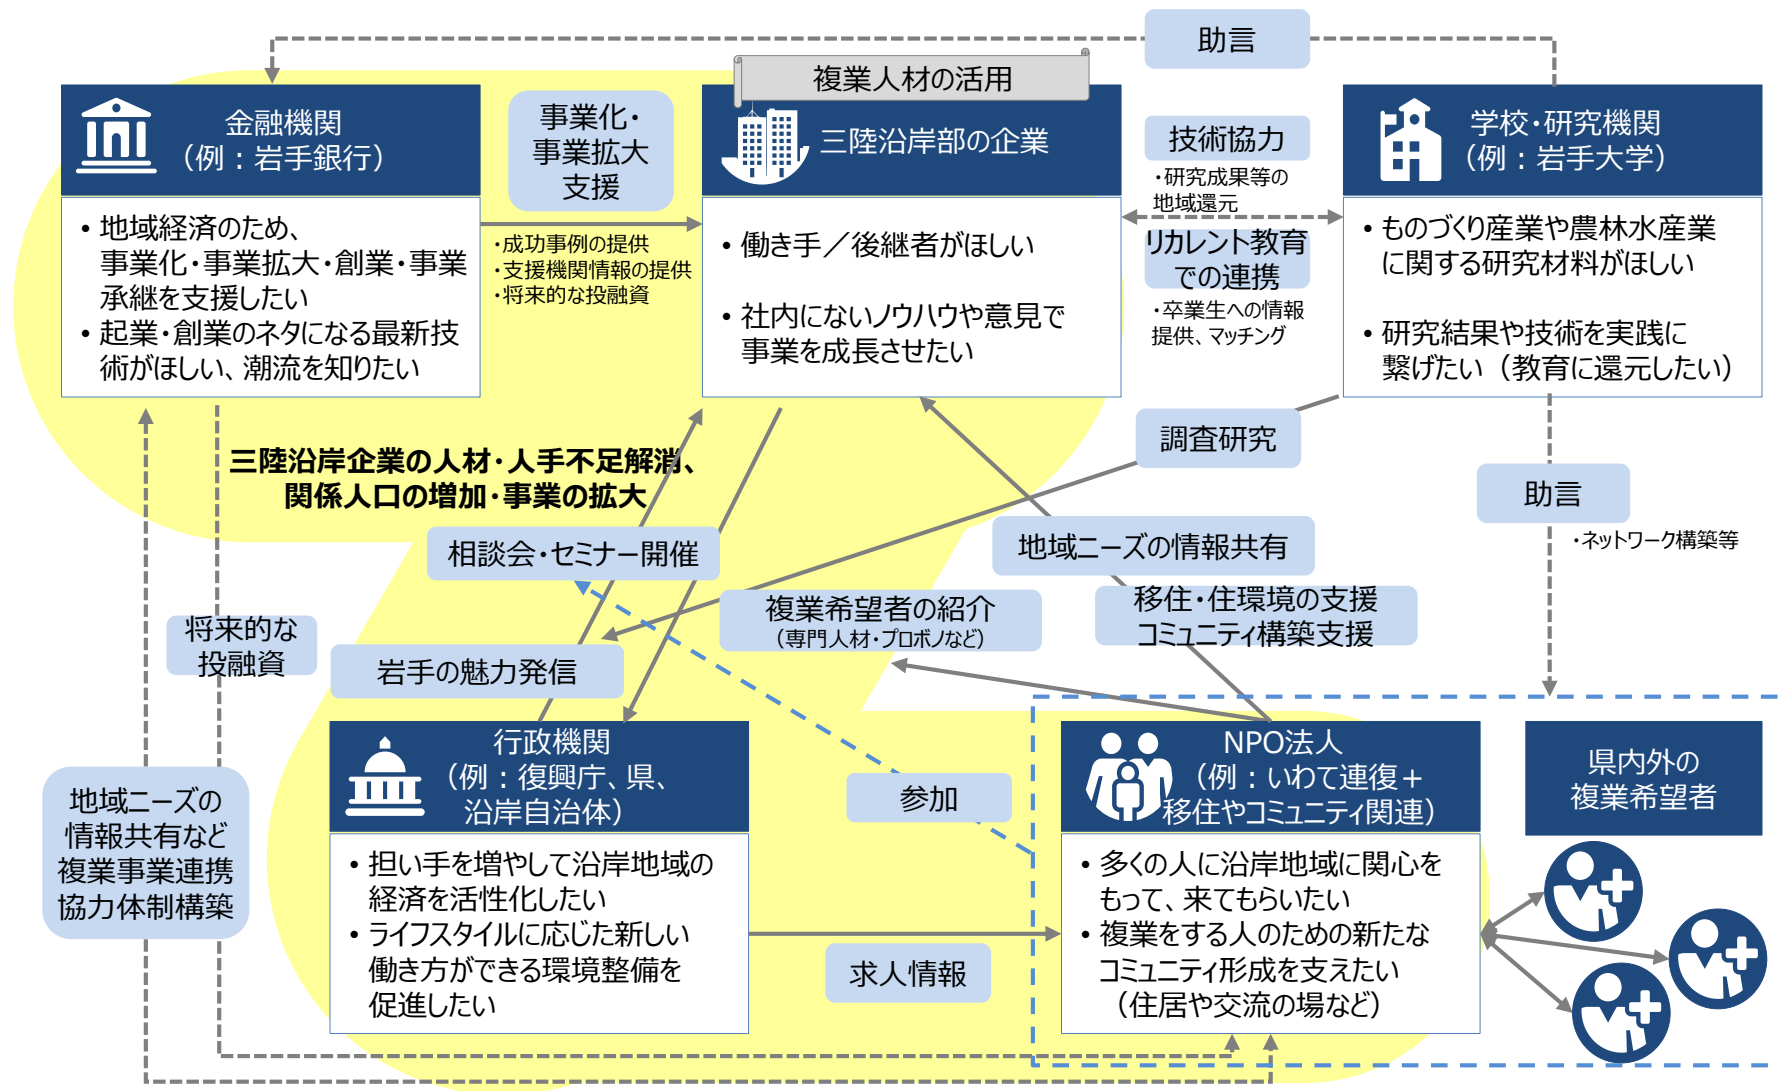 助言
複業人材の活用
金融機関
（例：岩手銀行）
事業化・
事業拡大
支援
三陸沿岸部の企業
技術協力
・研究成果等の
地域還元
学校・研究機関
（例：岩手大学）
・地域経済のため、
事業化・事業拡大・創業・事業
承継を支援したい
・起業・創業のネタになる最新技
術がほしい、潮流を知りたい
・成功事例の提供
・支援機関情報の提供
・将来的な投融資
・働き手／後継者がほしい
・社内にないノウハウや意見で
事業を成長させたい
リカレント教育
での連携
・卒業生への情報
提供、マッチング
・ものづくり産業や農林水産業
に関する研究材料がほしい
・研究結果や技術を実践に
繋げたい（教育に還元したい）
三陸沿岸企業の人材・人手不足解消、
関係人口の増加・事業の拡大
調査研究
助言
・ネットワーク構築等
相談会・セミナー開催
地域ニーズの情報共有
複業希望者の紹介
（専門人材・プロボノなど）
移住・住環境の支援
コミュニティ構築支援
将来的な
投融資
岩手の魅力発信
行政機関
（例：復興庁、県、
沿岸自治体）
参加
NPO法人
（例：いわて連復＋
移住やコミュニティ関連）
県内外の
複業希望者
地域ニーズの
情報共有など
複業事業連携
協力体制構築
・担い手を増やして沿岸地域の
経済を活性化したい
・ライフスタイルに応じた新しい
働き方ができる環境整備を
促進したい
求人情報
・多くの人に沿岸地域に関心を
もって、来てもらいたい
・複業をする人のための新たな
コミュニティ形成を支えたい
（住居や交流の場など）